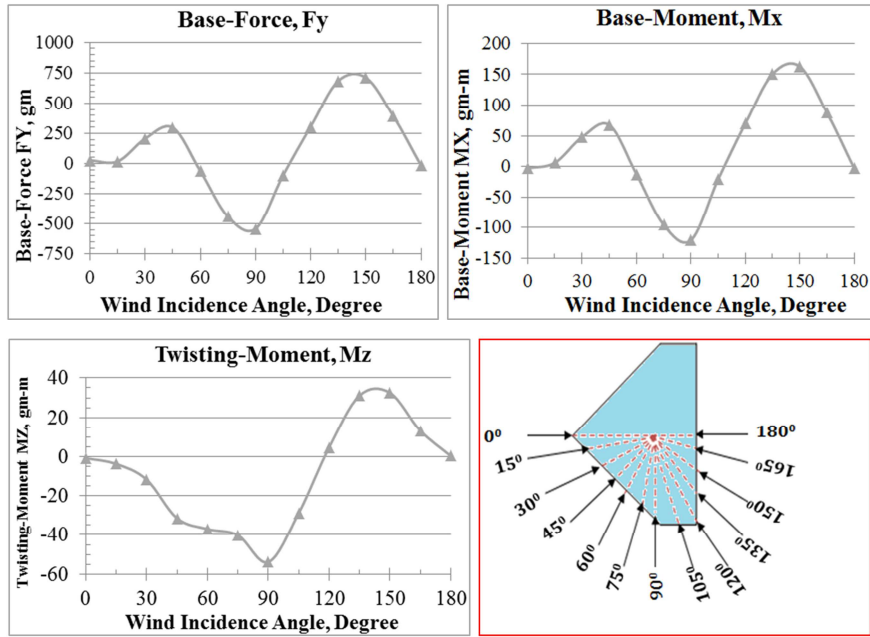 Base-Force, Fy
1000
750
500
250
0
-250
-500
-750
Base-Force FY, gm
0 30 60 90 120 150 180
Wind Incidence Angle, Degree
Base-Moment, Mx
200
150
100
50
0
-50
-100
-150
Base-Moment MX, gm-m
0 30 60 90 120 150 180
Wind Incidence Angle, Degree
Twisting-Moment, Mz
40
20
0
-20
-40
-60
Twisting-Moment MZ, gm-m
0 30 60 90 120 150 180
Wind Incidence Angle, Degree
0⁰
15⁰
30⁰
45⁰
60⁰
75⁰
90⁰
105⁰
120⁰
135⁰
150⁰
165⁰
180⁰